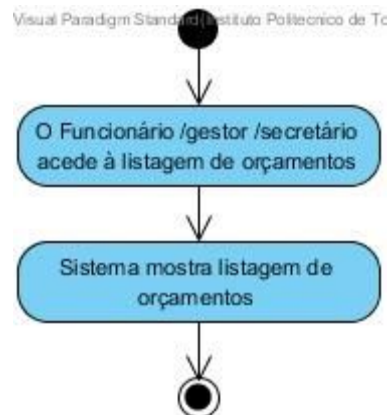 Visual Paradigm Standard(Instituto Politecnico de To
O Funcionário /gestor /secretário
acede à listagem de orçamentos
Sistema mostra listagem de
orçamentos